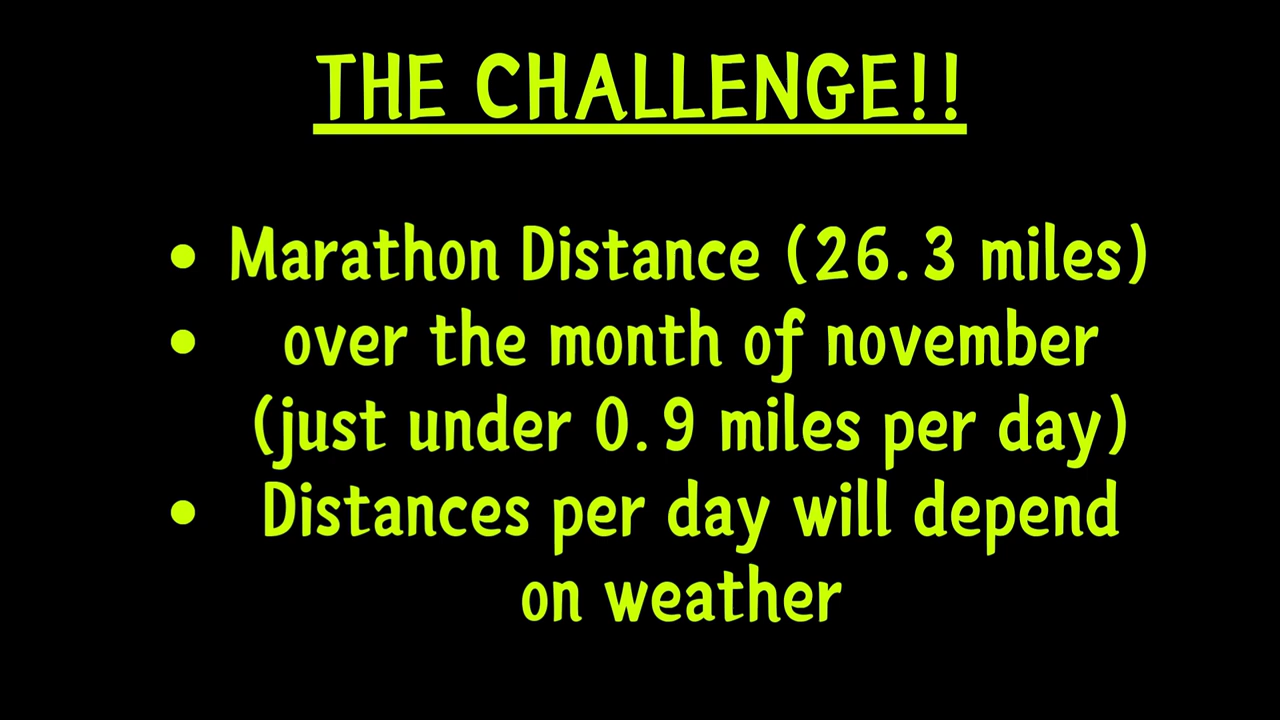 THE CHALLENGE!!
• Marathon Distance (26.3 miles)
• over the month of november
(just under 0.9 miles per day)
• Distances per day will depend
on weather